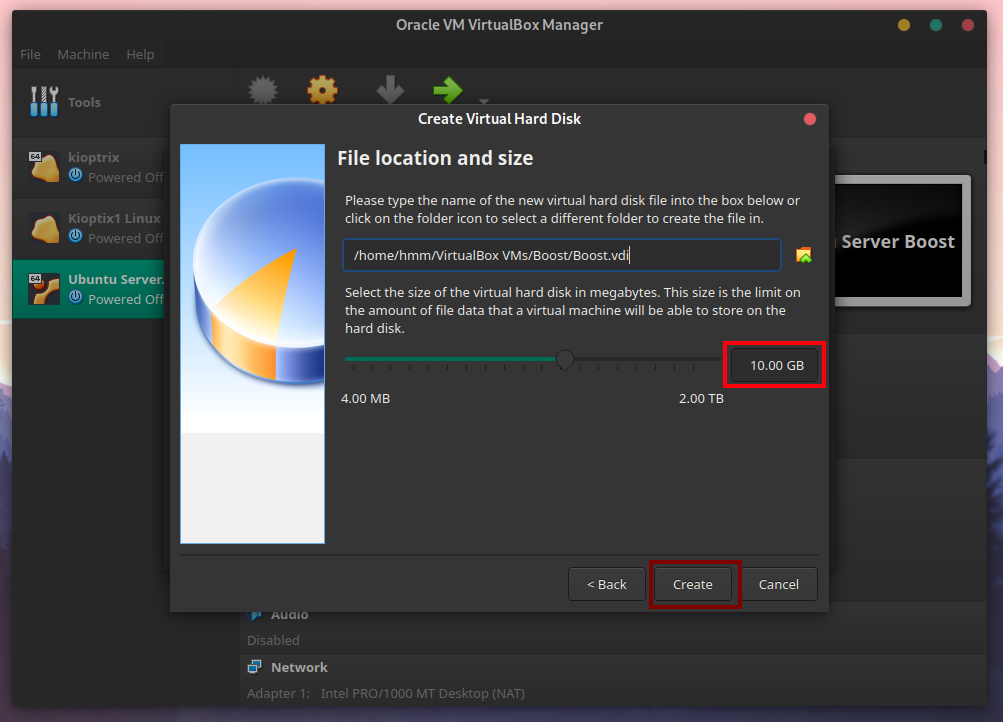 Oracle VM VirtualBox Manager
File Machine Help
Tools
64
kioptrix
Powered Off
Kioptix1 Linux
Powered Off
64
Ubuntu Server
Powered Off
Create Virtual Hard Disk
File location and size
Please type the name of the new virtual hard disk file into the box below or
click on the folder icon to select a different folder to create the file in.
/home/hmm/VirtualBox VMs/Boost/Boost.vdi
Select the size of the virtual hard disk in megabytes. This size is the limit on
the amount of file data that a virtual machine will be able to store on the
hard disk.
10.00 GB
4.00 MB 2.00 TB
< Back Create Cancel
Server Boost
Audio
Disabled
Network
Adapter 1: Intel PRO/1000 MT Desktop (NAT)